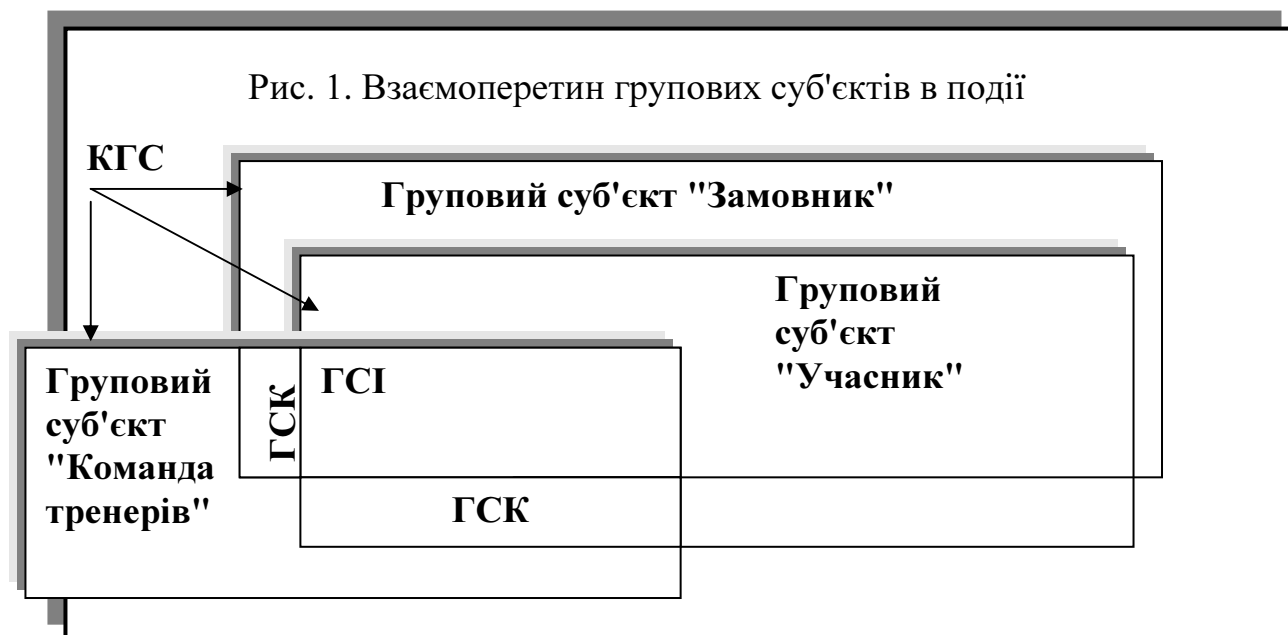 Рис. 1. Взаємоперетин групових суб'єктів в події
КГС
Груповий суб'єкт "Замовник"
Груповий
суб'єкт
"Учасник"
Груповий
суб'єкт
"Команда
тренерів"
ГСК
ГСІ
ГСК